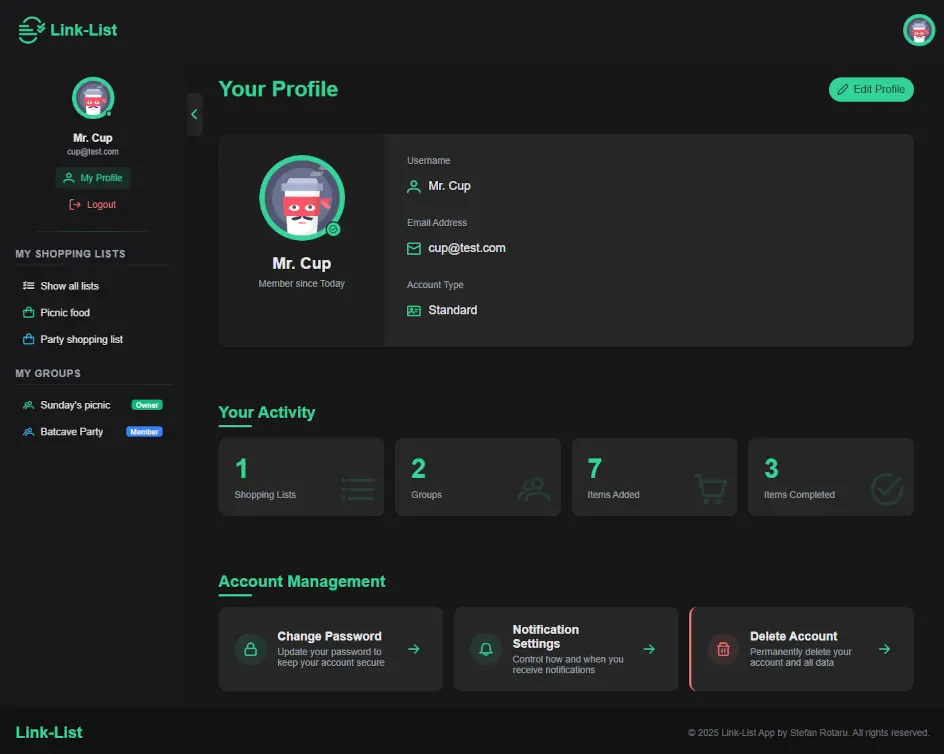 Link-List
Mr. Cup
cup@test.com
My Profile
Logout
MY SHOPPING LISTS
Show all lists
Picnic food
Party shopping list
MY GROUPS
Sunday's picnic Owner
Batcave Party Member
Your Profile
Edit Profile
Mr. Cup
Member since Today
Username
Mr. Cup
Email Address
cup@test.com
Account Type
Standard
Your Activity
1
Shopping Lists
2
Groups
7
Items Added
3
Items Completed
Account Management
Change Password
Update your password to
keep your account secure
Notification
Settings
Control how and when you
receive notifications
Delete Account
Permanently delete your
account and all data
Link-List
© 2025 Link-List App by Stefan Rotaru. All rights reserved.